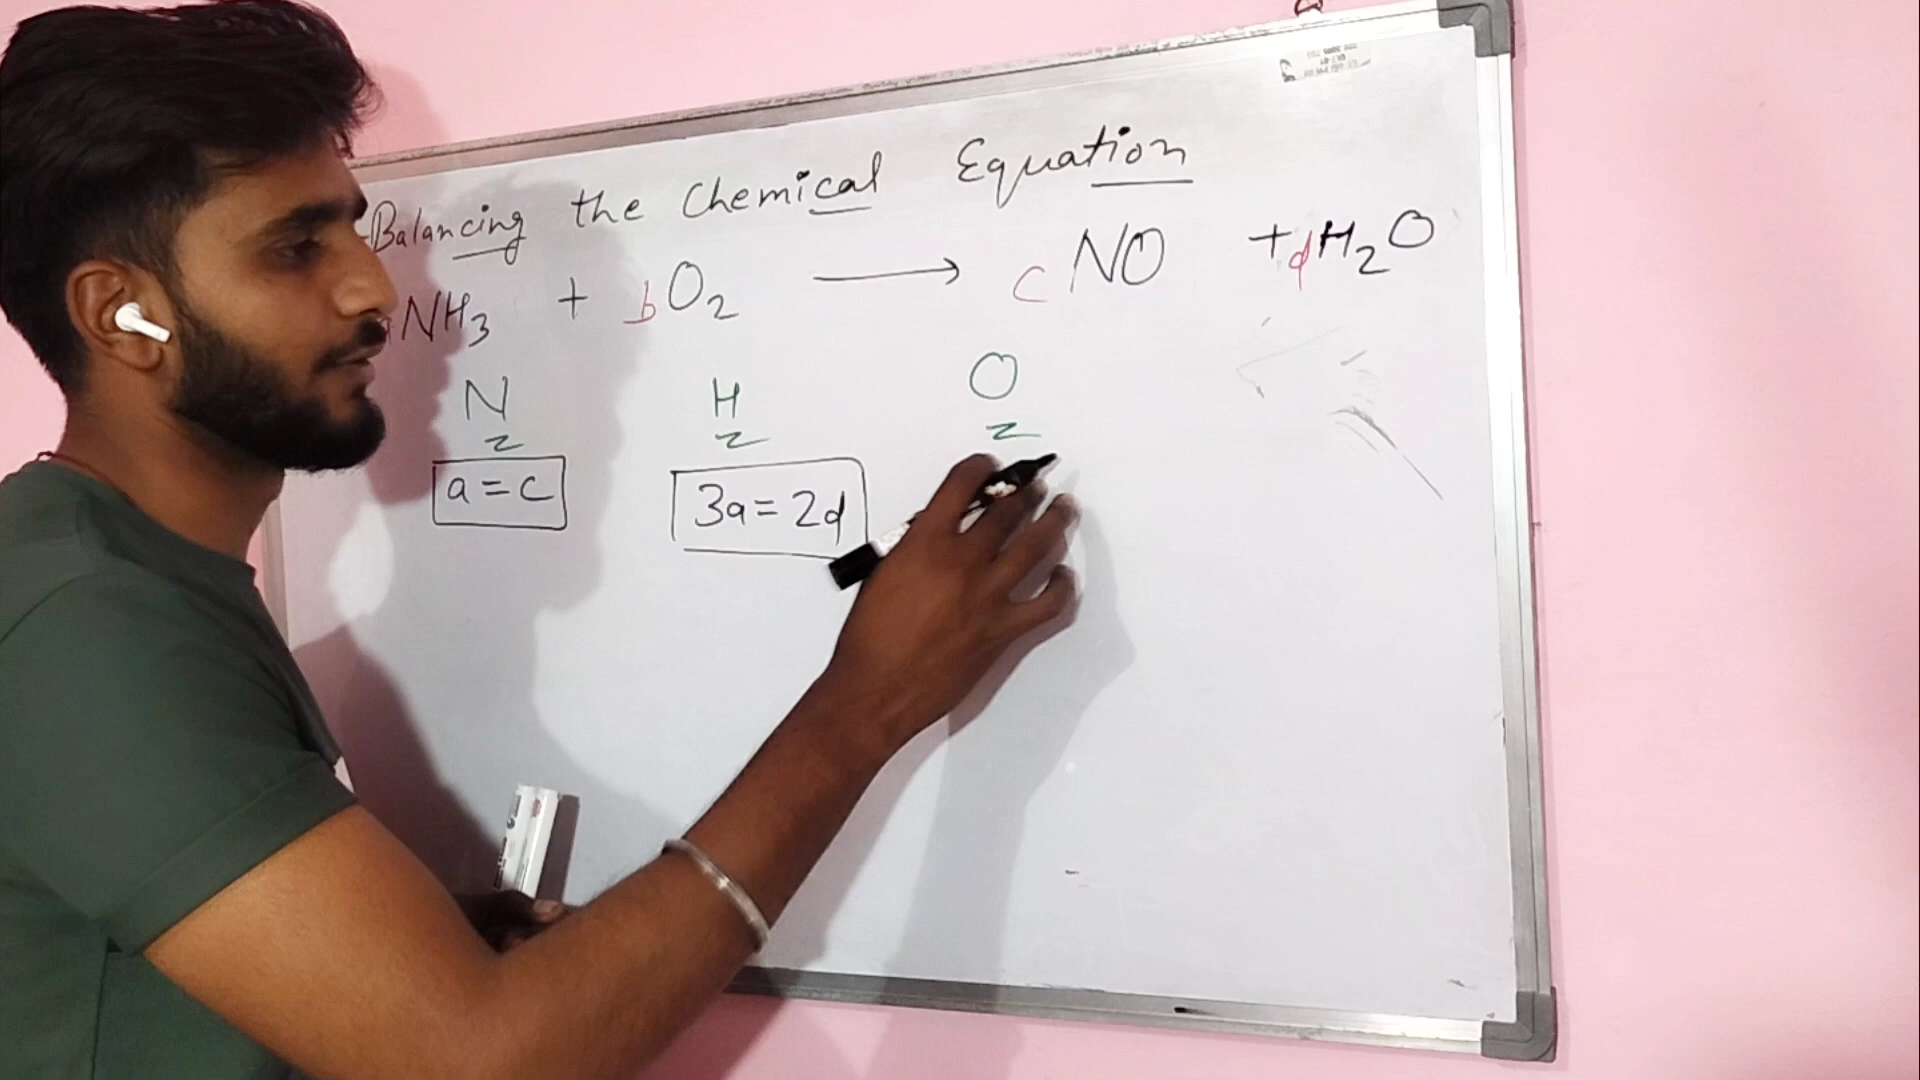 Balancing the Chemical Equation
NH3 + bO2 → cNO + dH2O
N H O
a=c 3a=2d